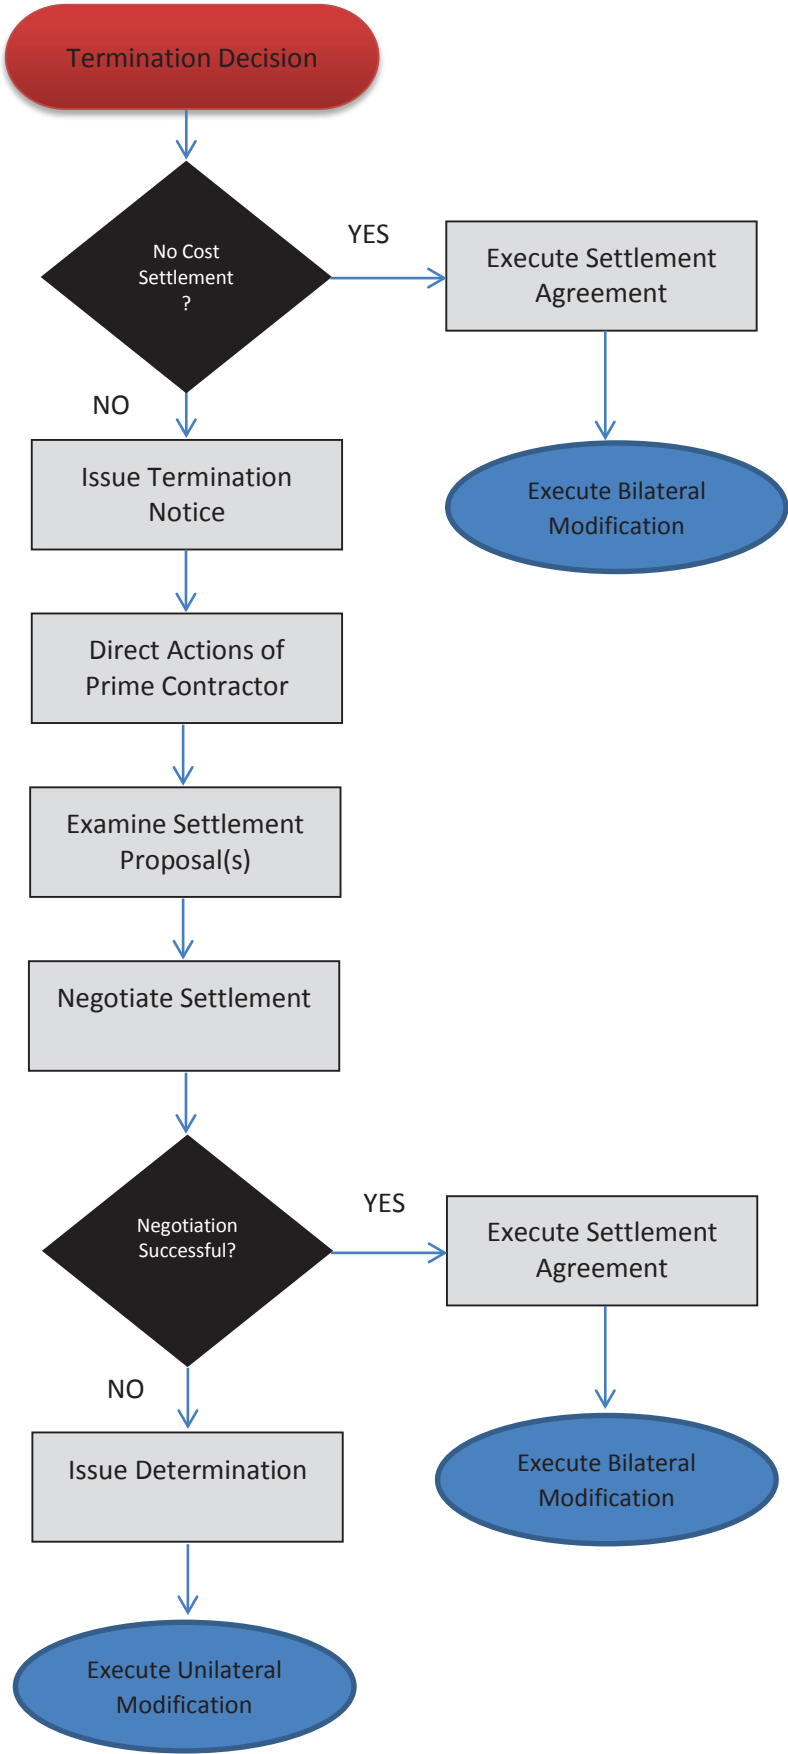 Termination Decision
No Cost
Settlement
?
YES
Execute Settlement
Agreement
NO
Issue Termination
Notice
Execute Bilateral
Modification
Direct Actions of
Prime Contractor
Examine Settlement
Proposal(s)
Negotiate Settlement
Negotiation
Successful?
YES
Execute Settlement
Agreement
NO
Issue Determination
Execute Bilateral
Modification
Execute Unilateral
Modification